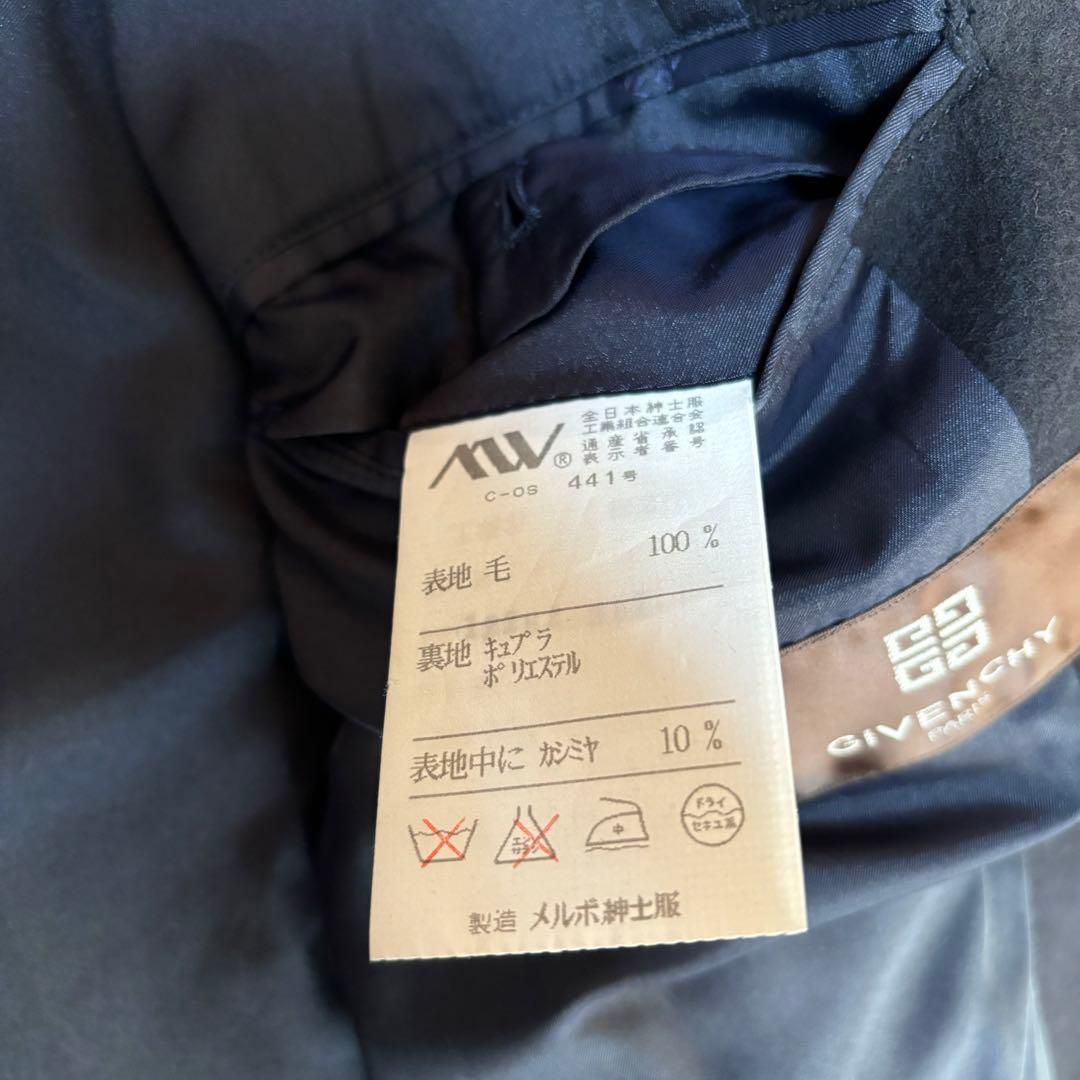 MW®
全日本紳士服
工業組合連合会
通産省承認
表示者番号
C-OS 441号
表地 毛 100%
裏地 キュプラ
ポリエステル
表地中に カシミヤ 10%
中
ドライ
セキユ系
製造 メルボ紳士服
GIVENCHY
PARIS